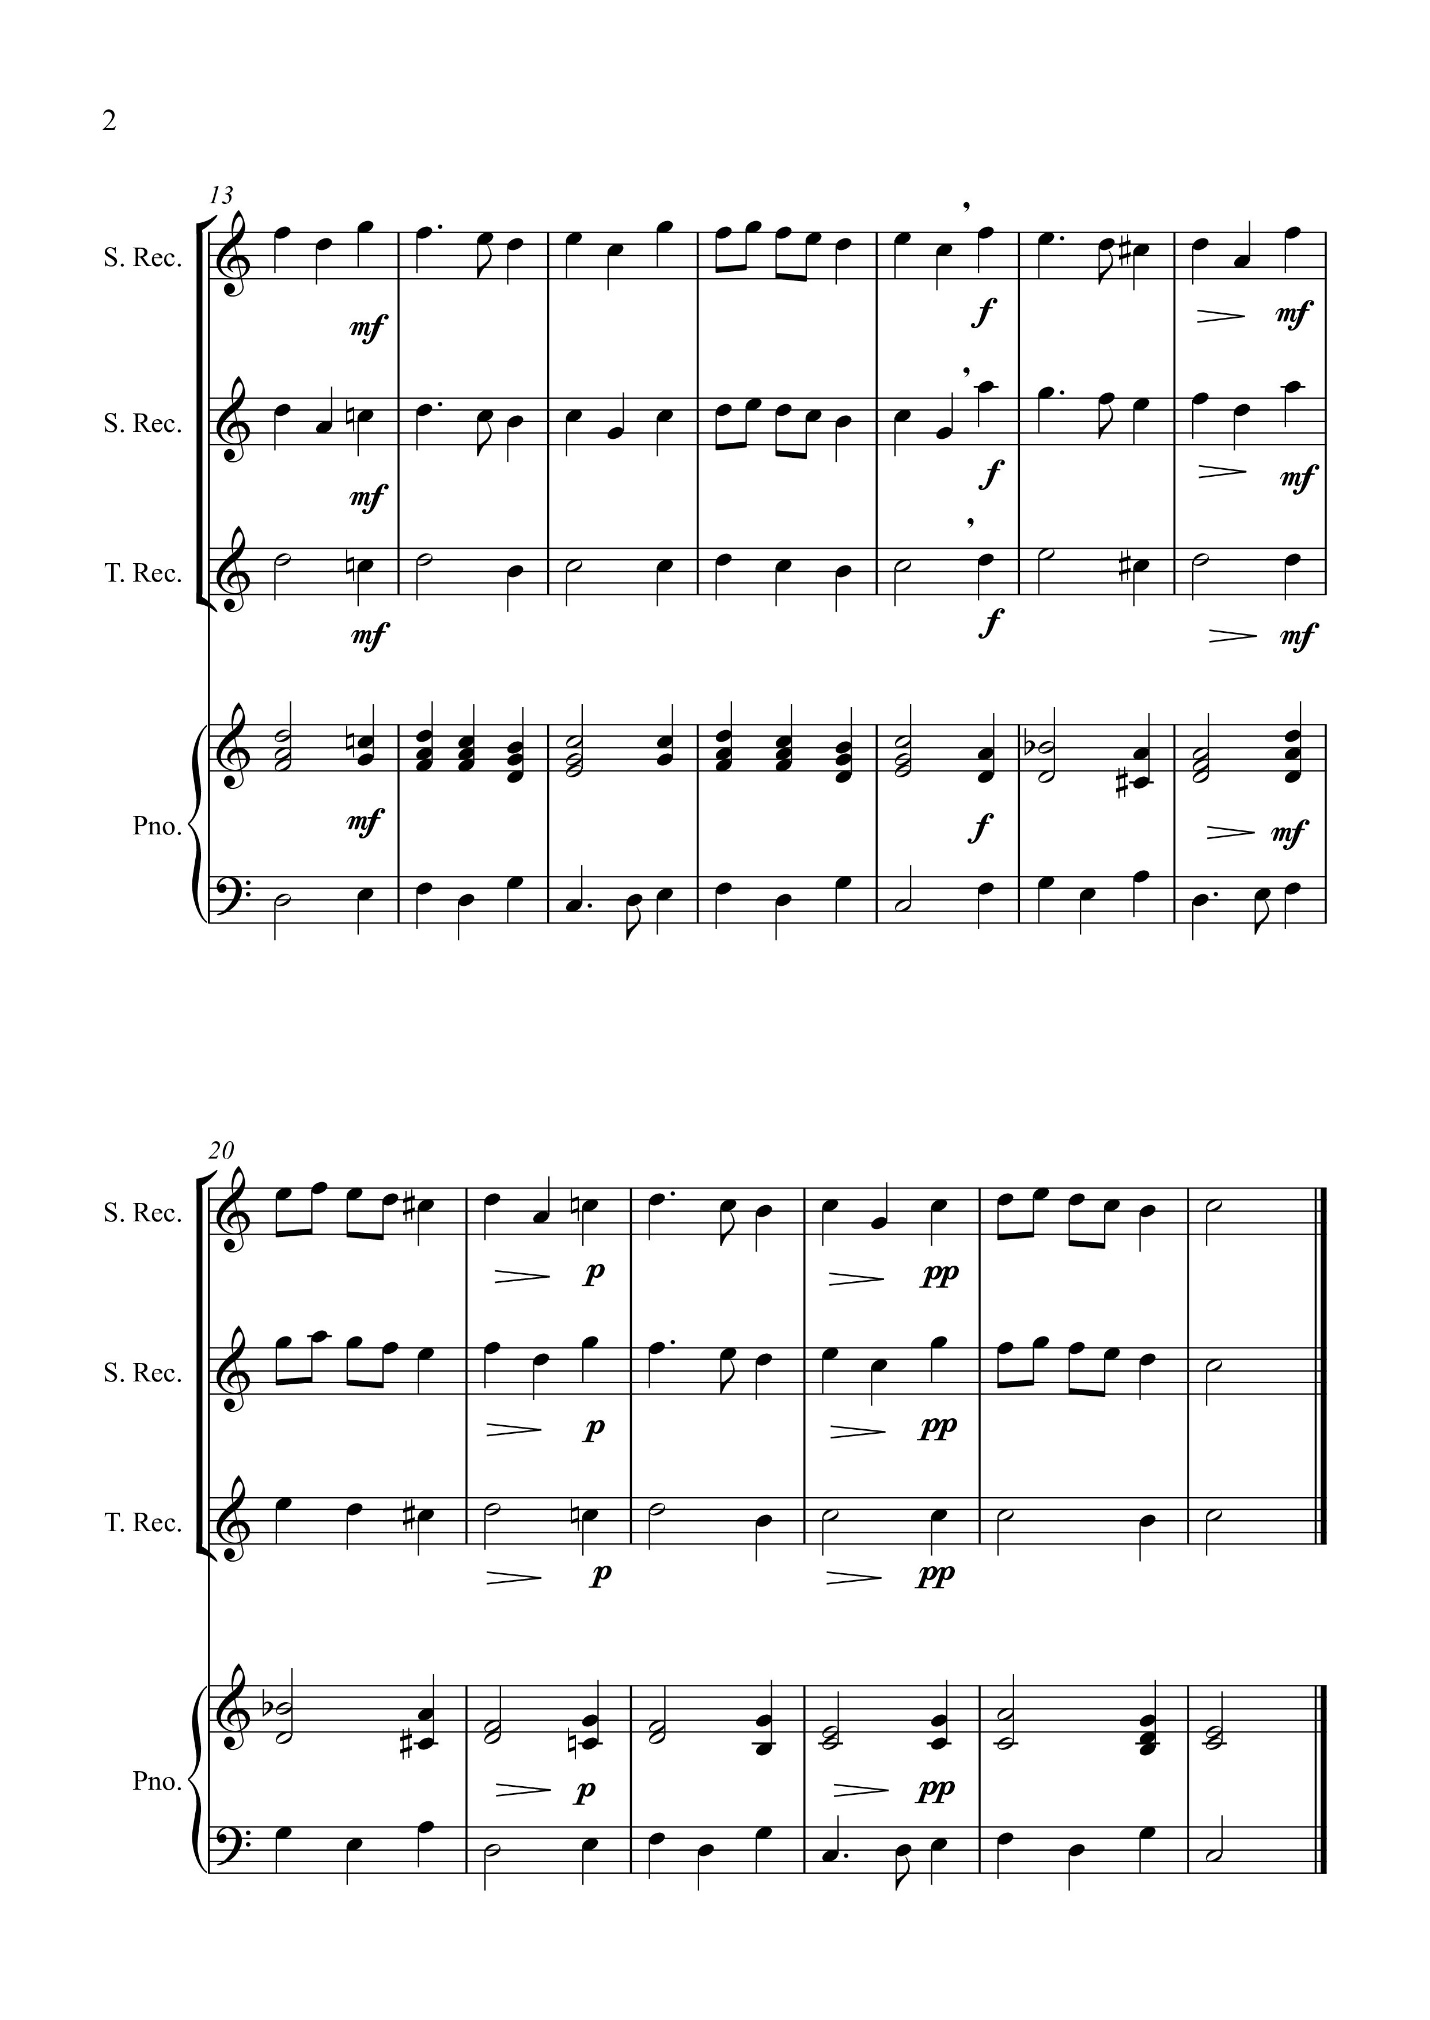 2
13
S. Rec.
mf
f
mf
S. Rec.
mf
f
mf
T. Rec.
mf
f
mf
Pno.
mf
f
mf
20
S. Rec.
p
pp
S. Rec.
p
pp
T. Rec.
p
pp
Pno.
p
pp